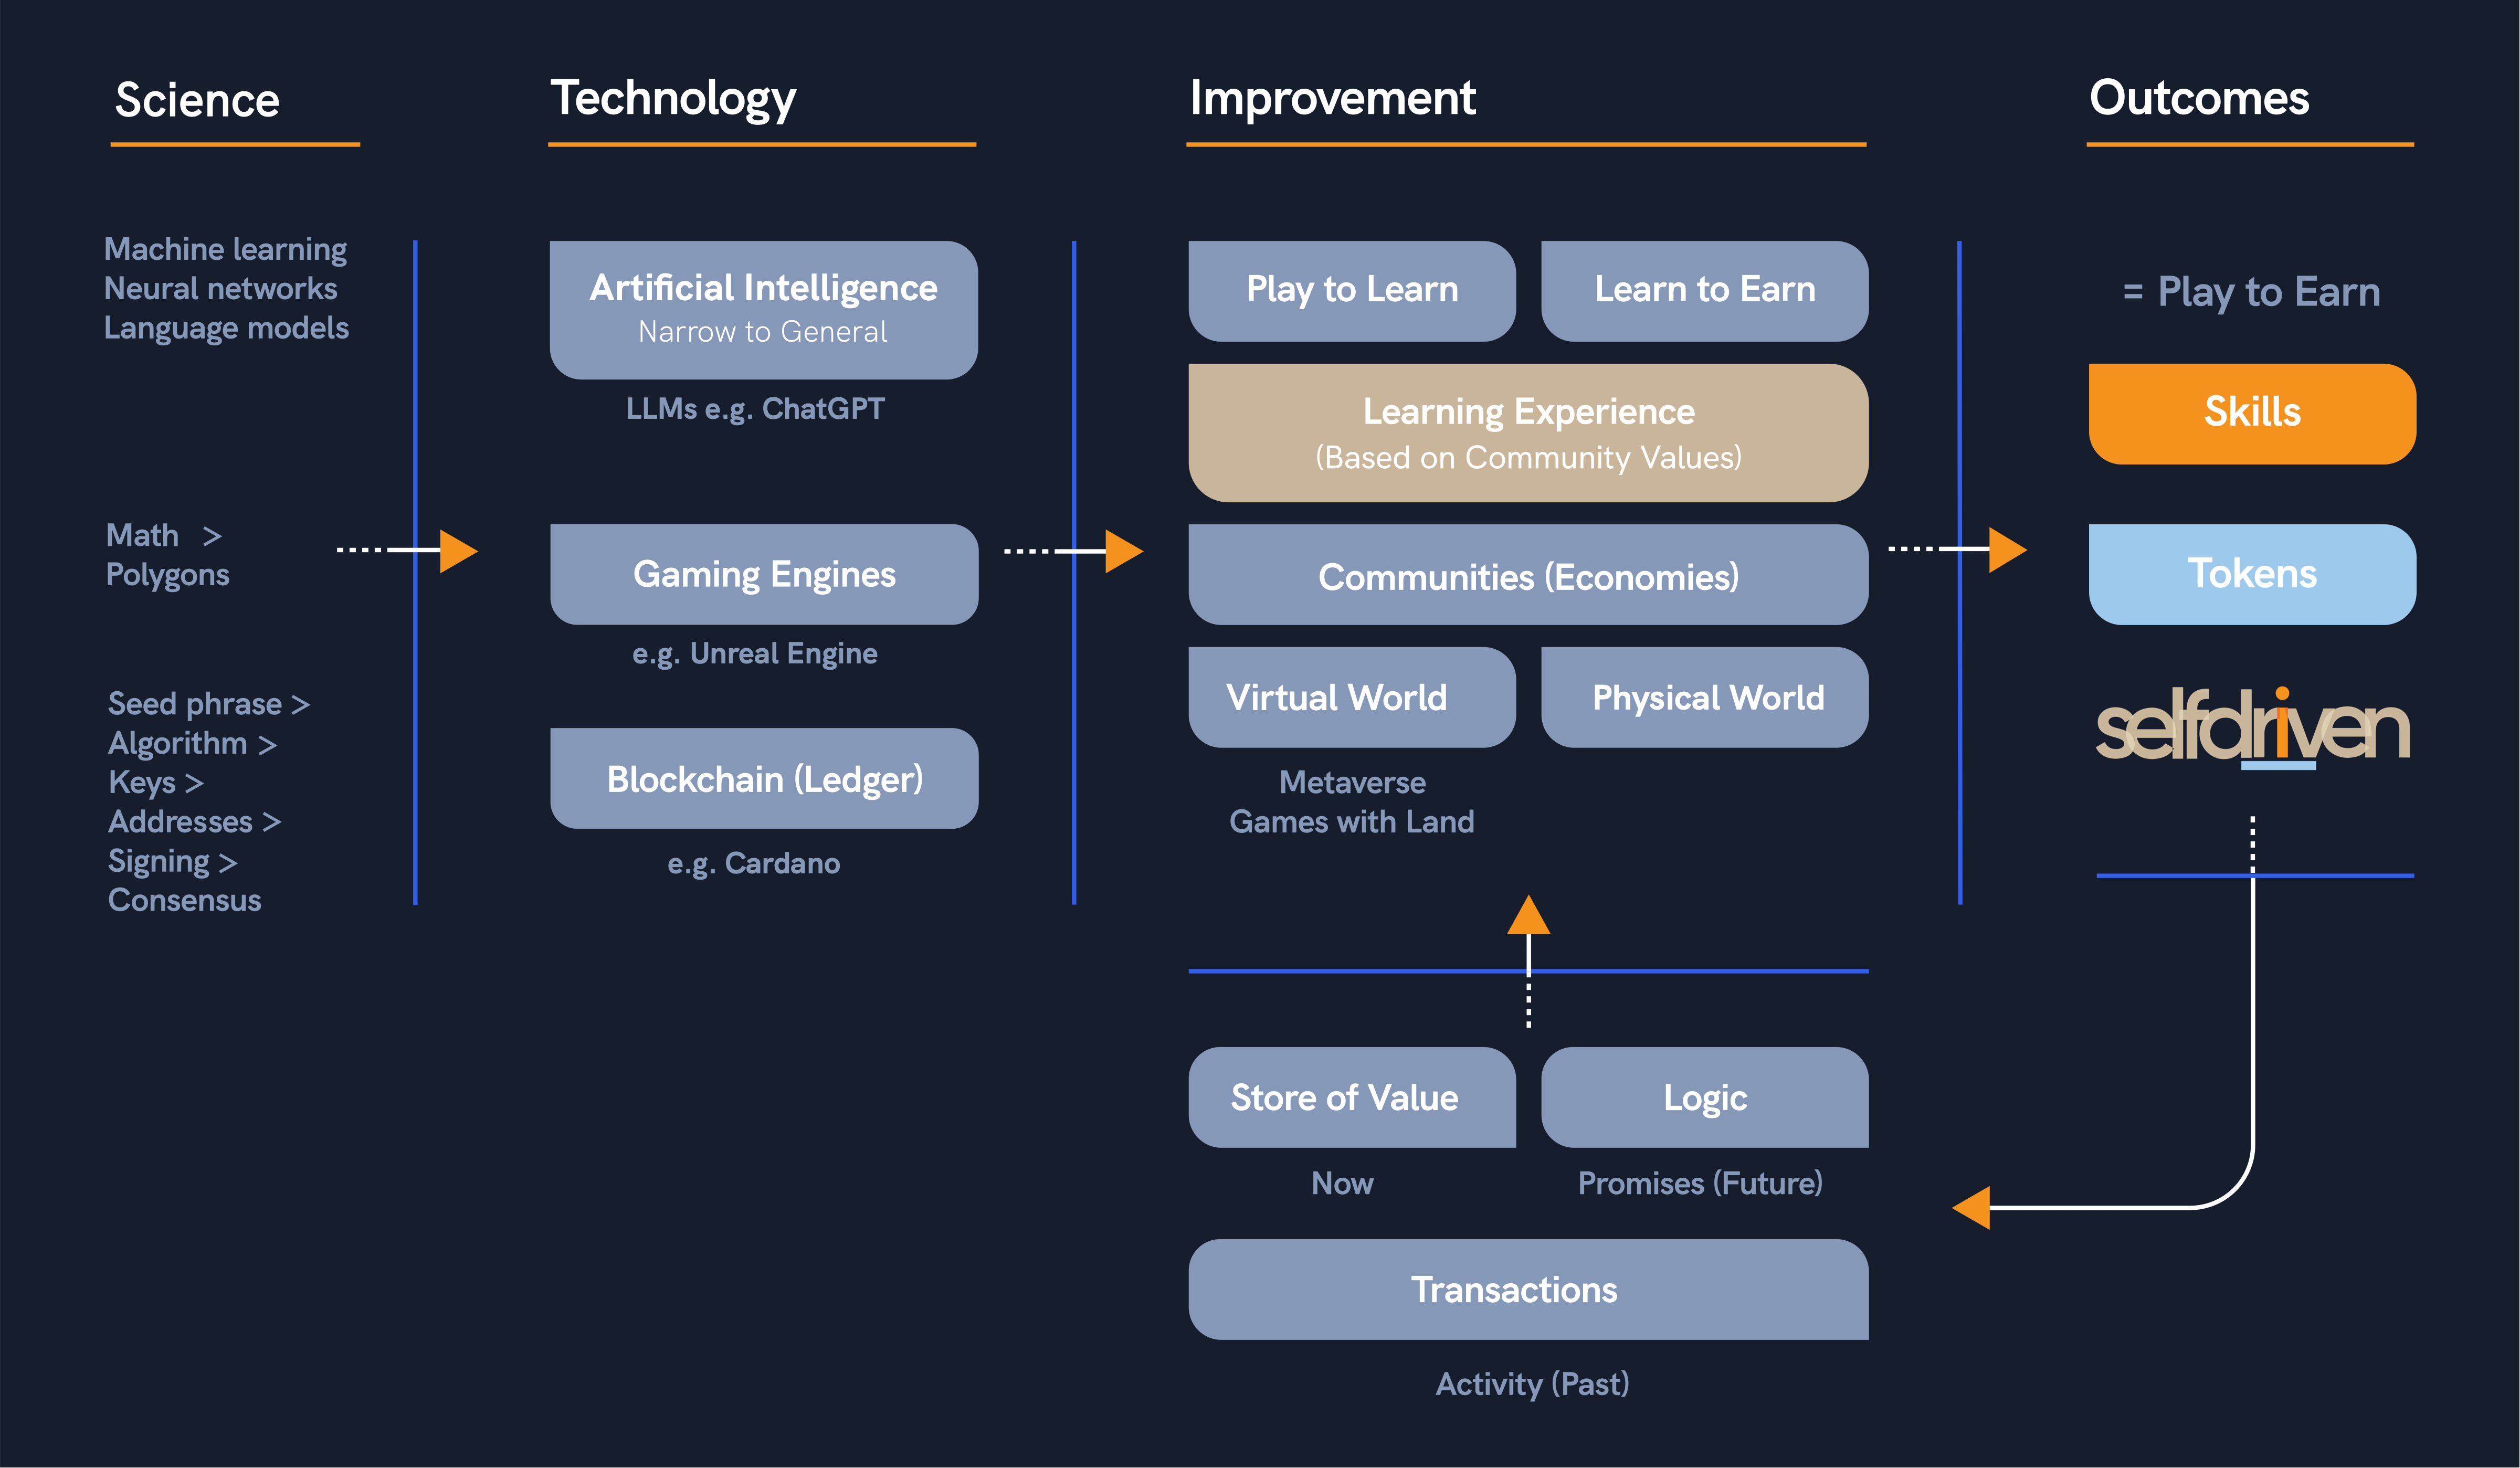 Science
Machine learning
Neural networks
Language models
Math >
Polygons
Seed phrase >
Algorithm >
Keys >
Addresses >
Signing >
Consensus
Technology
Artificial Intelligence
Narrow to General
LLMs e.g. ChatGPT
Gaming Engines
e.g. Unreal Engine
Blockchain (Ledger)
e.g. Cardano
Improvement
Play to Learn
Learn to Earn
Learning Experience
(Based on Community Values)
Communities (Economies)
Virtual World
Physical World
Metaverse
Games with Land
Store of Value
Logic
Now
Promises (Future)
Transactions
Activity (Past)
Outcomes
= Play to Earn
Skills
Tokens
selfdriven